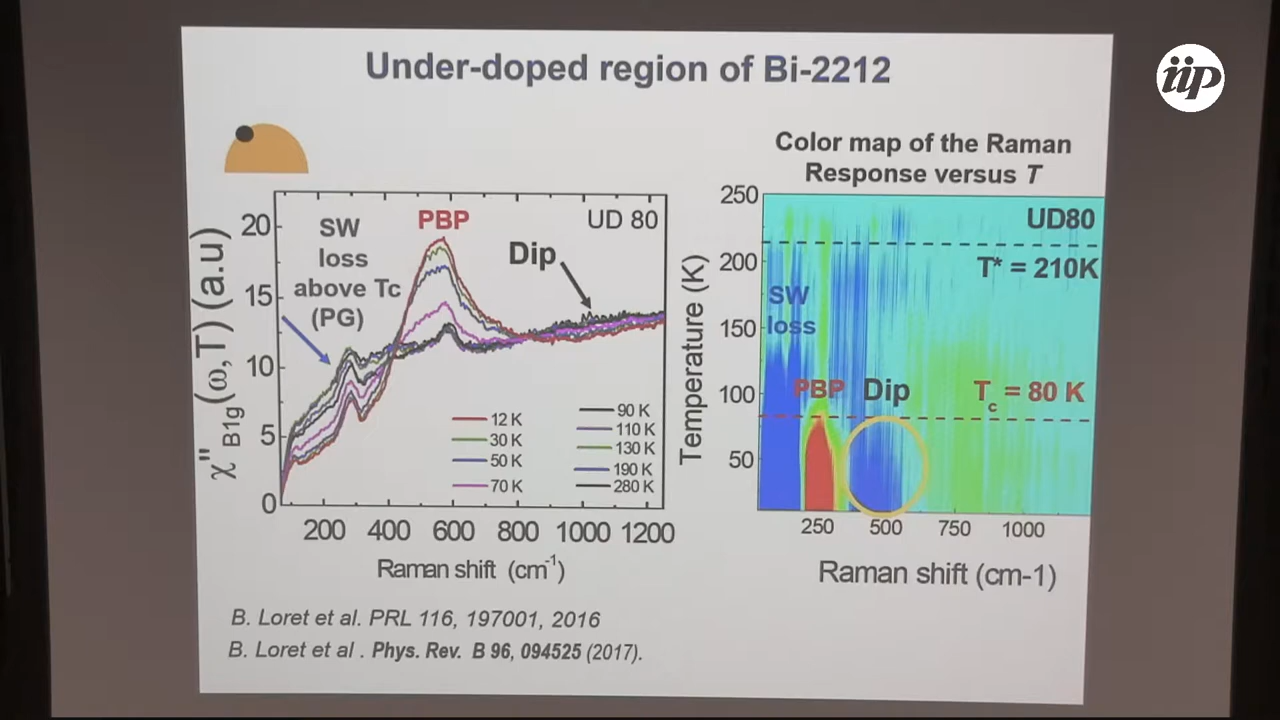 Under-doped region of Bi-2212
iip
Color map of the Raman
Response versus T
χ''B1g(ω,T) (a.u)
20
15
10
5
0
SW
loss
above Tc
(PG)
PBP
UD 80
Dip
12 K
30 K
50 K
70 K
90 K
110 K
130 K
190 K
280 K
200 400 600 800 1000 1200
Raman shift (cm-1)
Temperature (K)
250
200
150
100
50
UD80
T* = 210K
SW
loss
PBP
Dip
Tc = 80 K
250 500 750 1000
Raman shift (cm-1)
B. Loret et al. PRL 116, 197001, 2016
B. Loret et al . Phys. Rev. B 96, 094525 (2017).